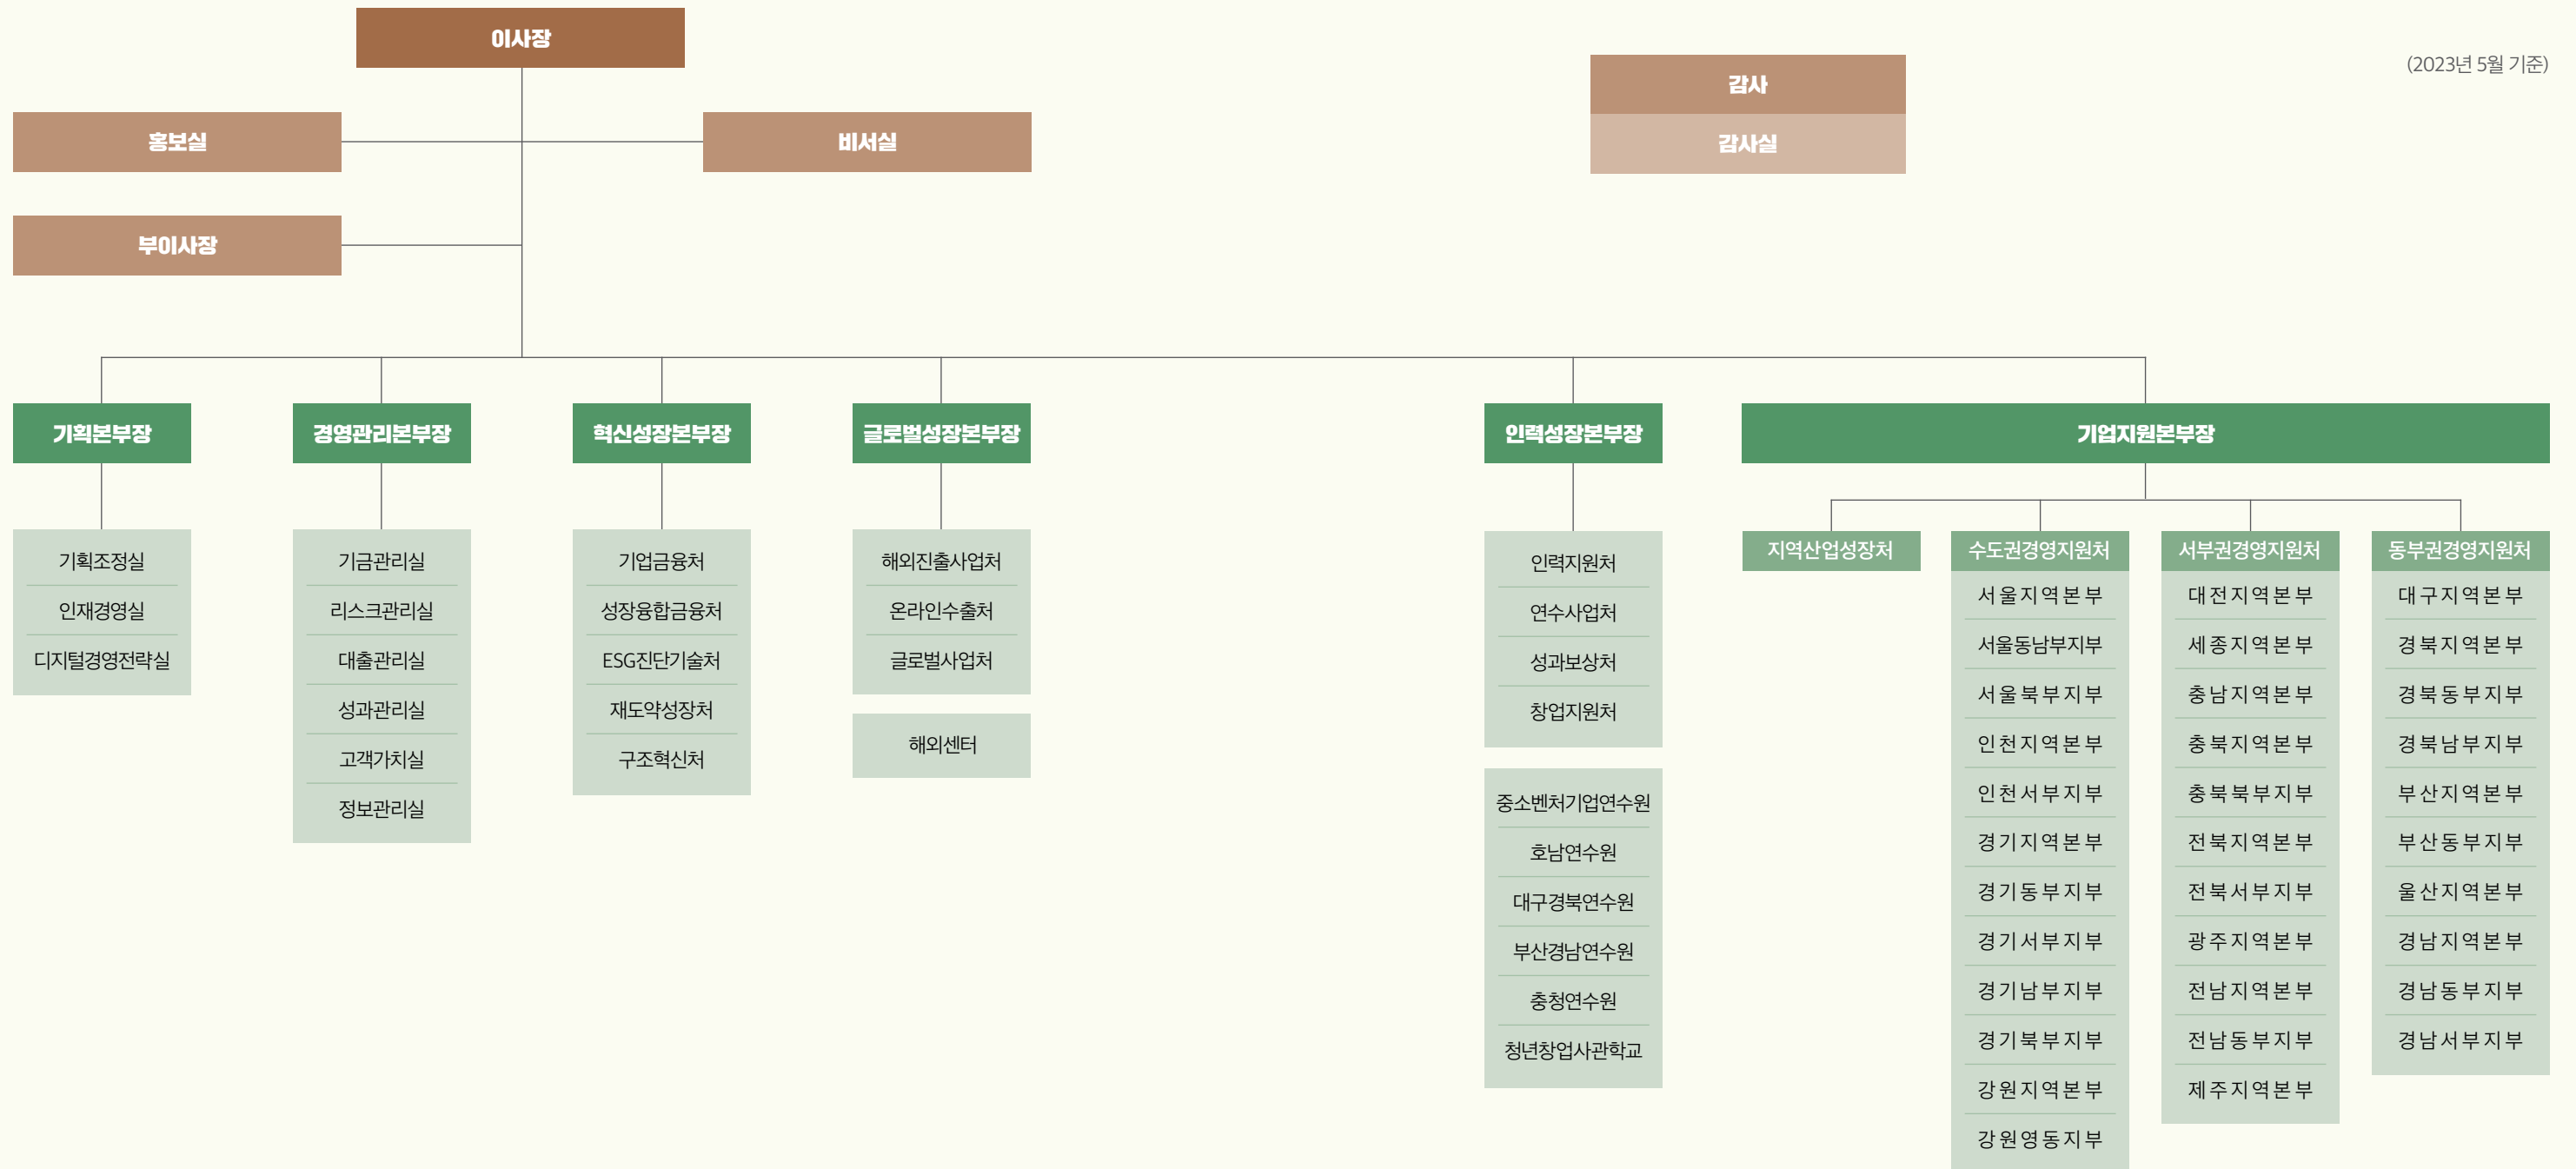 이사장
(2023년 5월 기준)
감사
감사실
홍보실
비서실
부이사장
기획본부장
기획조정실
인재경영실
디지털경영전략실
경영관리본부장
기금관리실
리스크관리실
대출관리실
성과관리실
고객가치실
정보관리실
혁신성장본부장
기업금융처
성장융합금융처
ESG진단기술처
재도약성장처
구조혁신처
글로벌성장본부장
해외진출사업처
온라인수출처
글로벌사업처
해외센터
인력성장본부장
인력지원처
연수사업처
성과보상처
창업지원처
중소벤처기업연수원
호남연수원
대구경북연수원
부산경남연수원
충청연수원
청년창업사관학교
기업지원본부장
지역산업성장처
수도권경영지원처
서울지역본부
서울동남부지부
서울북부지부
인천지역본부
인천서부지부
경기지역본부
경기동부지부
경기서부지부
경기남부지부
경기북부지부
강원지역본부
강원영동지부
서부권경영지원처
대전지역본부
세종지역본부
충남지역본부
충북지역본부
충북북부지부
전북지역본부
전북서부지부
광주지역본부
전남지역본부
전남동부지부
제주지역본부
동부권경영지원처
대구지역본부
경북지역본부
경북동부지부
경북남부지부
부산지역본부
부산동부지부
울산지역본부
경남지역본부
경남동부지부
경남서부지부